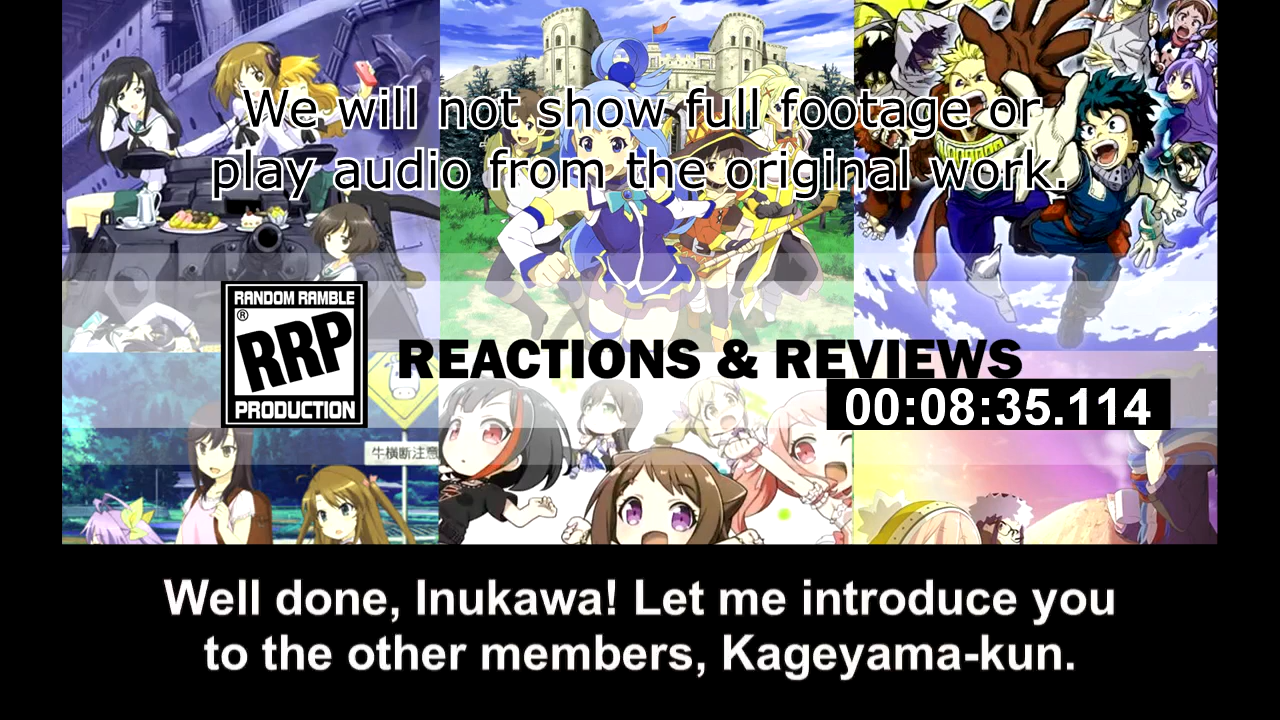 We will not show full footage or
play audio from the original work.
RANDOM RAMBLE
®
RRP
PRODUCTION
REACTIONS & REVIEWS
00:08:35.114
牛横断注意
Well done, Inukawa! Let me introduce you
to the other members, Kageyama-kun.